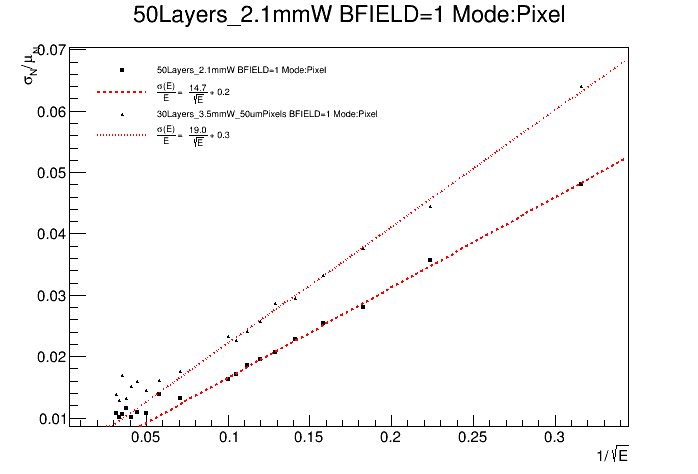 50Layers_2.1mmW BFIELD=1 Mode:Pixel
σ_N/μ_N
0.07
0.06
0.05
0.04
0.03
0.02
0.01
50Layers_2.1mmW BFIELD=1 Mode:Pixel
σ(E)/E = 14.7/√E + 0.2
30Layers_3.5mmW_50umPixels BFIELD=1 Mode:Pixel
σ(E)/E = 19.0/√E + 0.3
0.05 0.1 0.15 0.2 0.25 0.3
1/√E